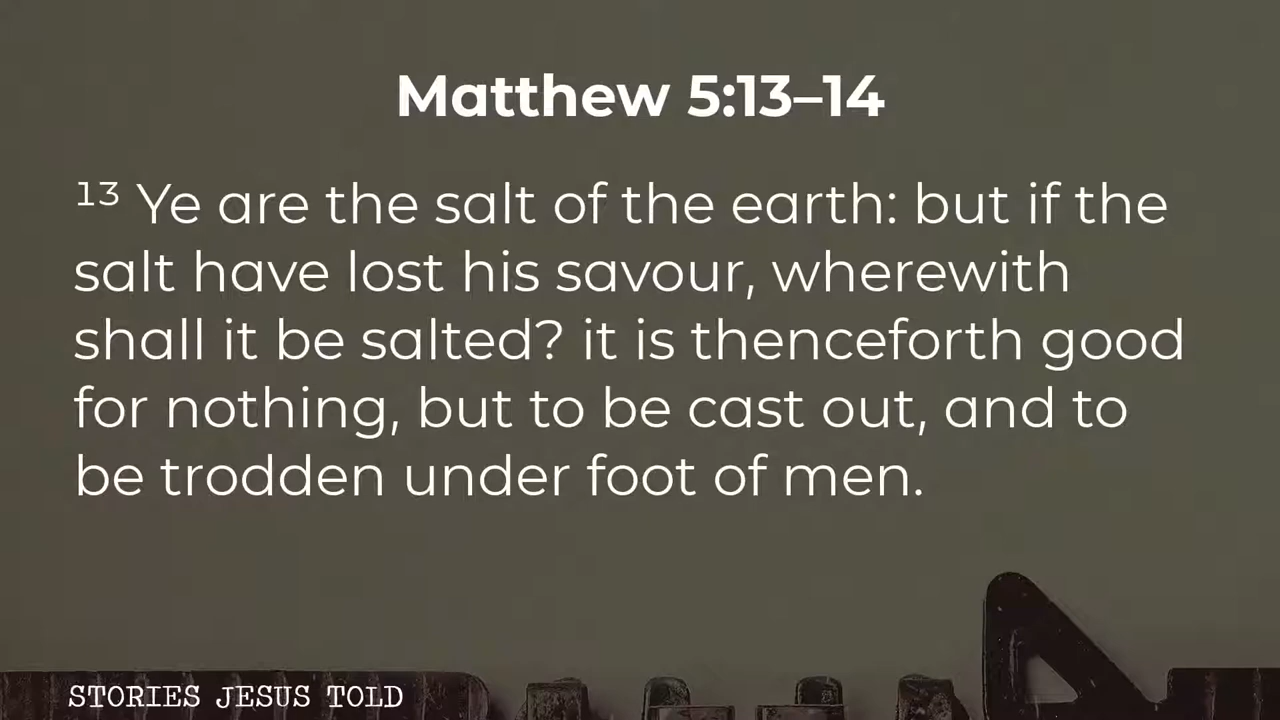 Matthew 5:13–14
¹³ Ye are the salt of the earth: but if the
salt have lost his savour, wherewith
shall it be salted? it is thenceforth good
for nothing, but to be cast out, and to
be trodden under foot of men.
STORIES JESUS TOLD